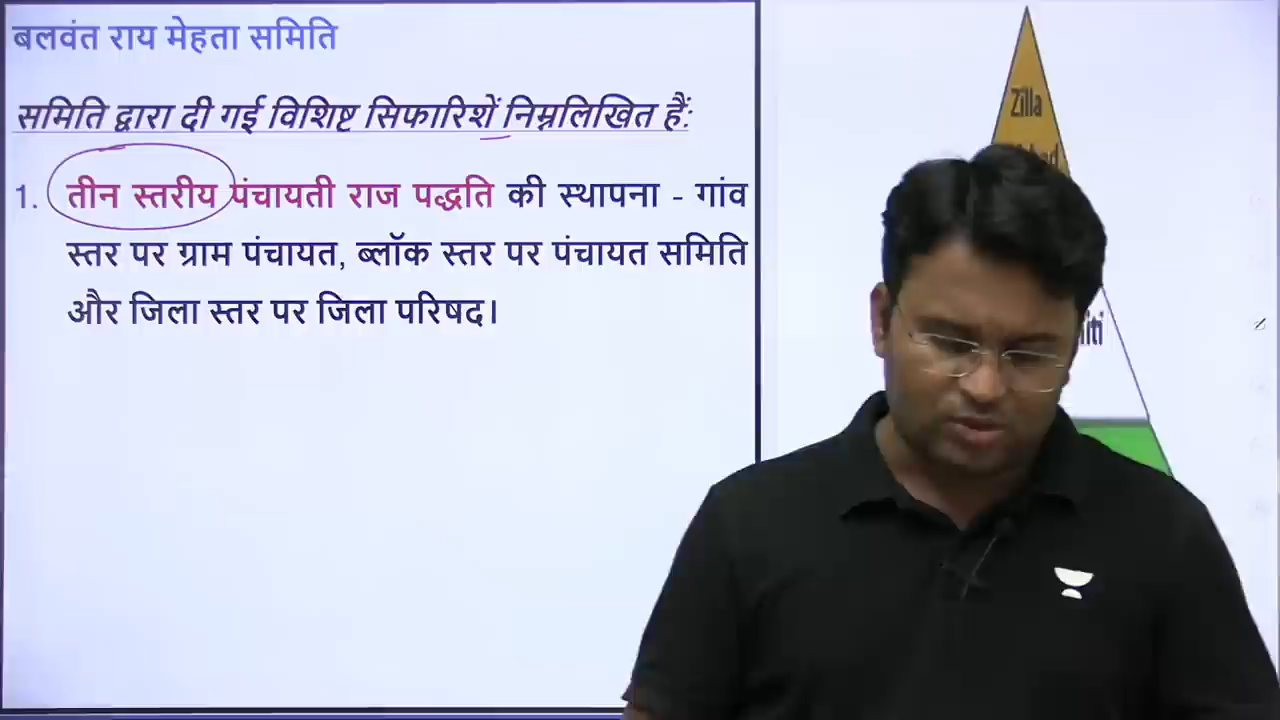 बलवंत राय मेहता समिति
समिति द्वारा दी गई विशिष्ट सिफारिशें निम्नलिखित हैं:
1. तीन स्तरीय पंचायती राज पद्धति की स्थापना - गांव
स्तर पर ग्राम पंचायत, ब्लॉक स्तर पर पंचायत समिति
और जिला स्तर पर जिला परिषद।
Zilla